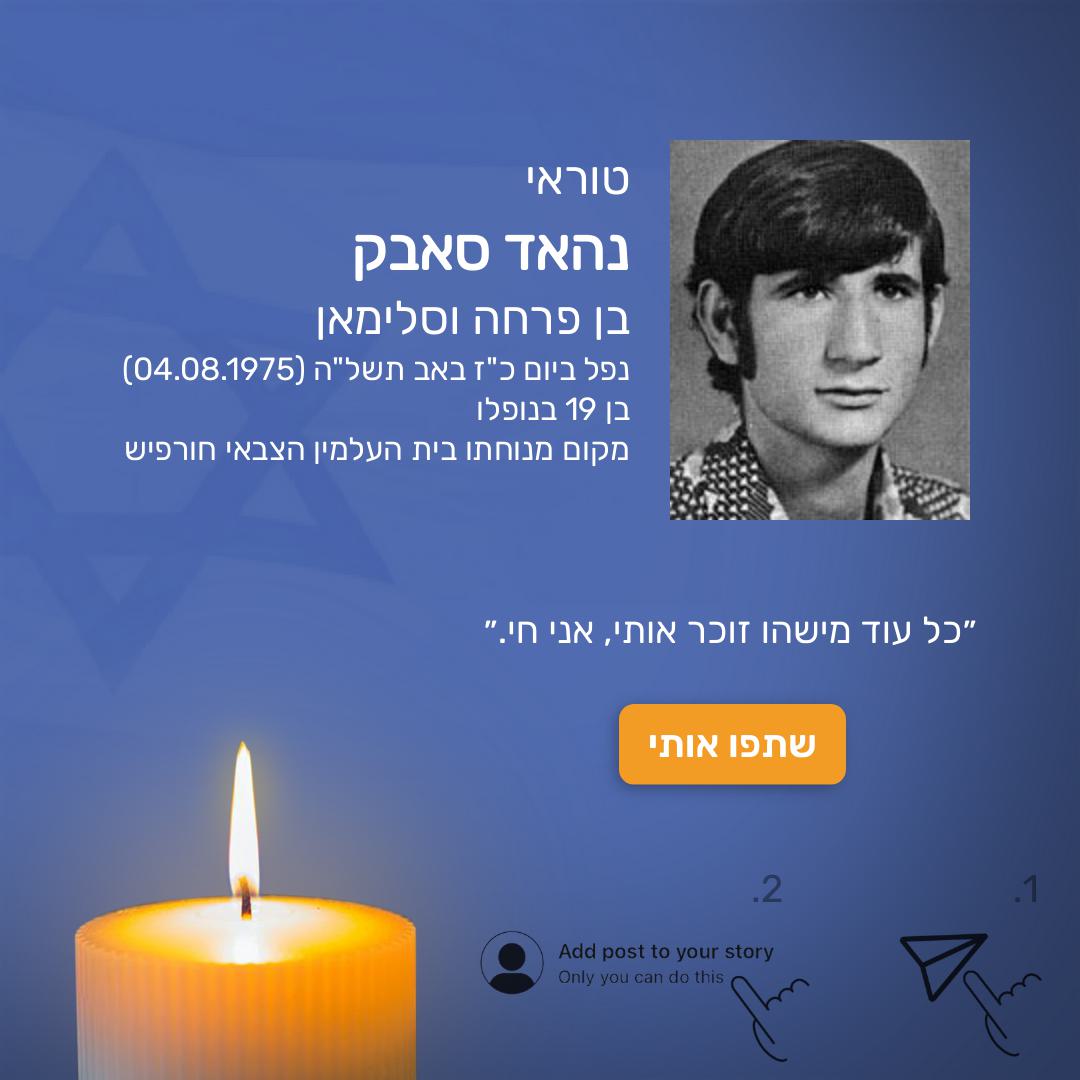 טוראי
נהאד סאבק
בן פרחה וסלימאן
נפל ביום כ"ז באב תשל"ה (04.08.1975)
בן 19 בנופלו
מקום מנוחתו בית העלמין הצבאי חורפיש
״כל עוד מישהו זוכר אותי, אני חי.״
שתפו אותי
1.
2.
Add post to your story
Only you can do this